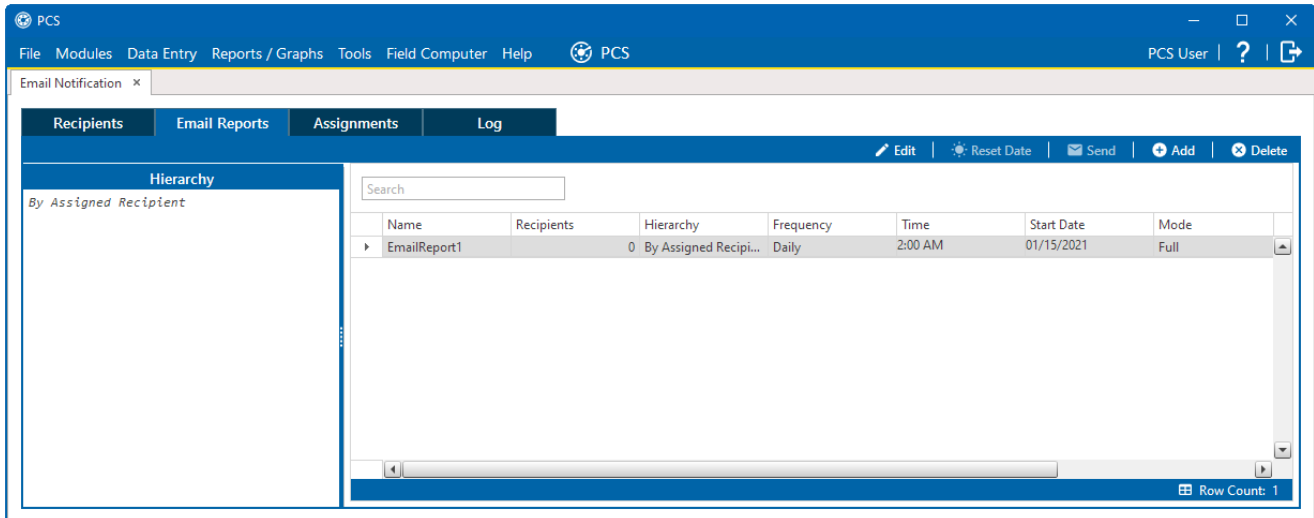 PCS
File Modules Data Entry Reports / Graphs Tools Field Computer Help PCS PCS User | ? |
Email Notification ×
Recipients Email Reports Assignments Log
Edit | Reset Date | Send | Add | Delete
Hierarchy
By Assigned Recipient
Search
Name Recipients Hierarchy Frequency Time Start Date Mode
EmailReport1 0 By Assigned Recipi... Daily 2:00 AM 01/15/2021 Full
Row Count: 1